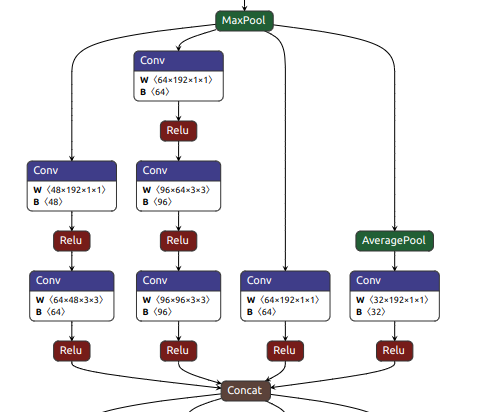 MaxPool
Conv
W ⟨64×192×1×1⟩
B ⟨64⟩
Relu
Conv
W ⟨48×192×1×1⟩
B ⟨48⟩
Conv
W ⟨96×64×3×3⟩
B ⟨96⟩
Relu
Relu
AveragePool
Conv
W ⟨64×48×3×3⟩
B ⟨64⟩
Conv
W ⟨96×96×3×3⟩
B ⟨96⟩
Conv
W ⟨64×192×1×1⟩
B ⟨64⟩
Conv
W ⟨32×192×1×1⟩
B ⟨32⟩
Relu
Relu
Relu
Relu
Concat